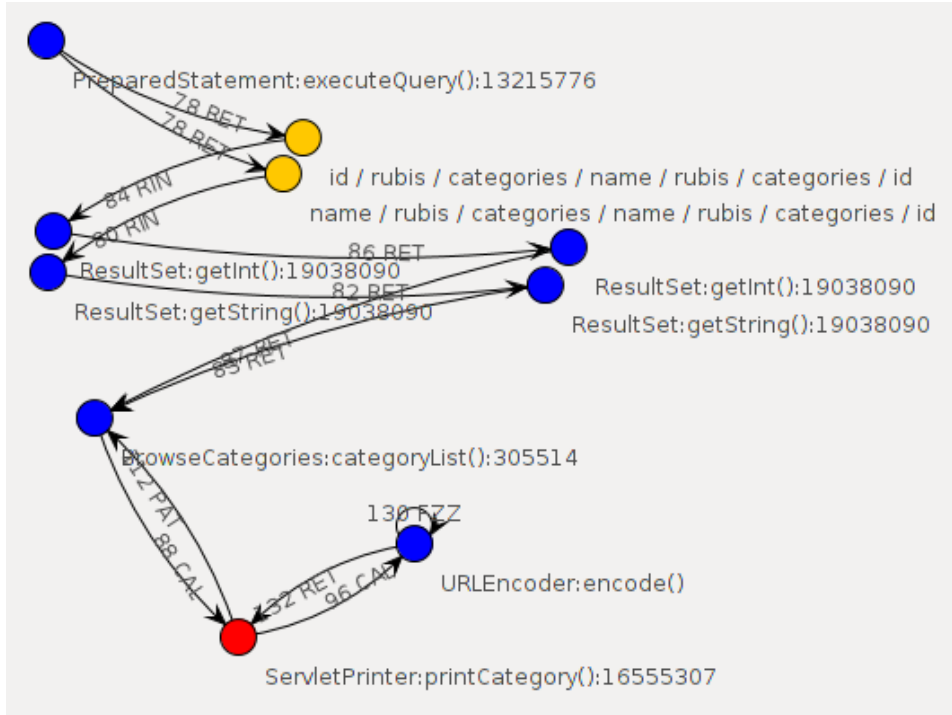 PreparedStatement:executeQuery():13215776
78 RET
78 RET
id / rubis / categories / name / rubis / categories / id
84 RIN
name / rubis / categories / name / rubis / categories / id
80 RIN
86 RET
ResultSet:getInt():19038090
ResultSet:getInt():19038090
82 RET
ResultSet:getString():19038090
ResultSet:getString():19038090
87 RET
83 RET
BrowseCategories:categoryList():305514
312 PAT
88 CAL
130 FZZ
132 RET
96 CAL
URLEncoder:encode()
ServletPrinter:printCategory():16555307